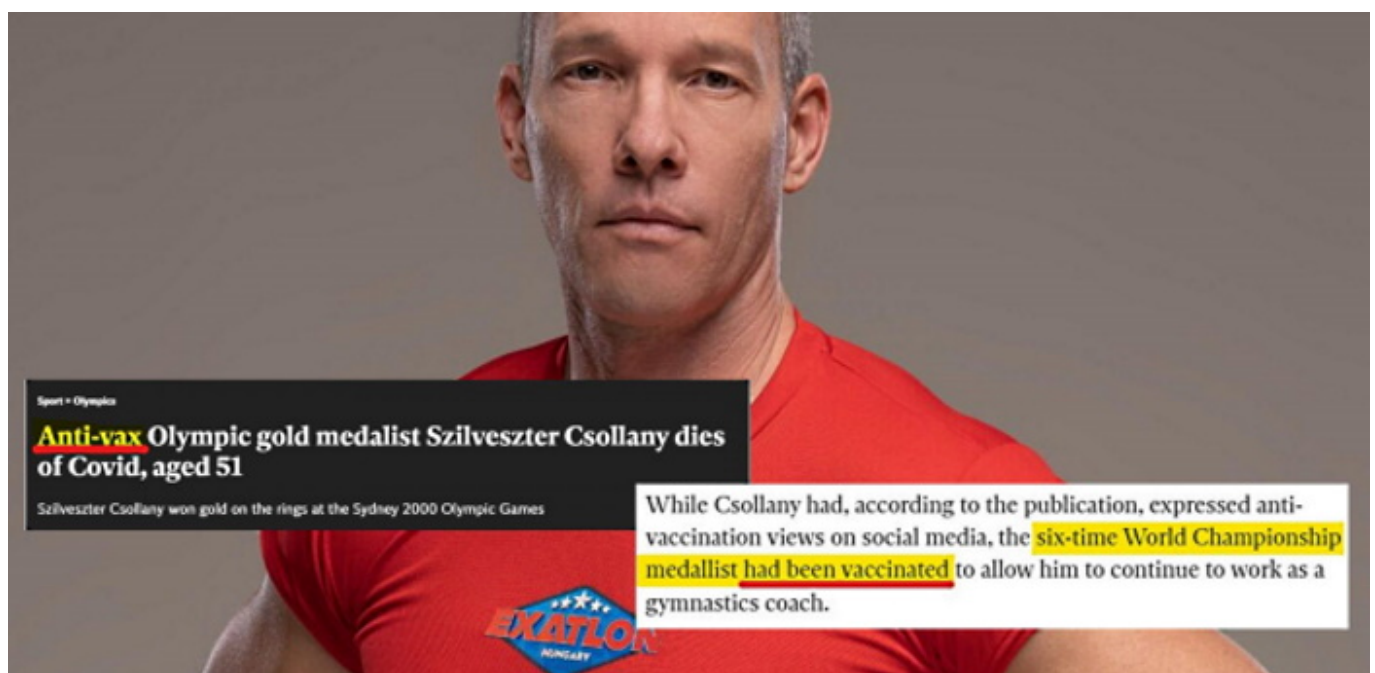 Sport > Olympics
Anti-vax Olympic gold medalist Szilveszter Csollany dies
of Covid, aged 51
Szilveszter Csollany won gold on the rings at the Sydney 2000 Olympic Games
While Csollany had, according to the publication, expressed anti-
vaccination views on social media, the six-time World Championship
medallist had been vaccinated to allow him to continue to work as a
gymnastics coach.
EXATLON
HUNGARY